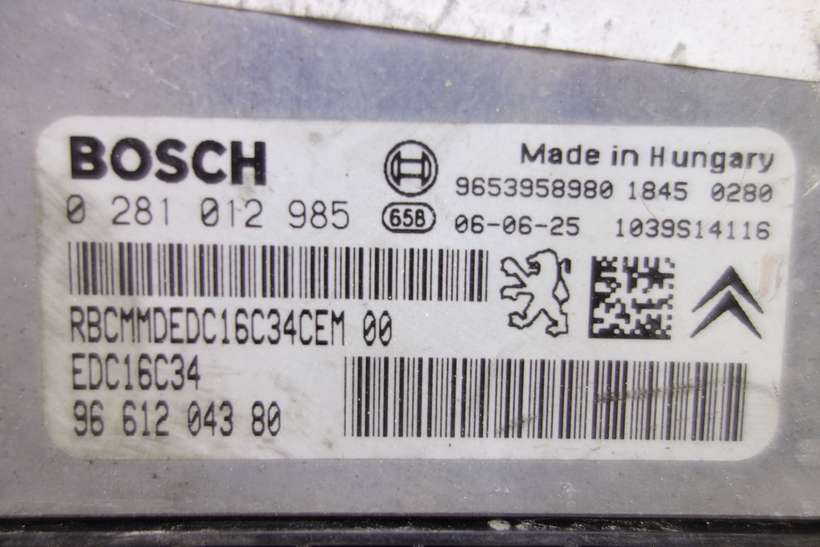 BOSCH
Made in Hungary
9653958980 1845 0280
0 281 012 985
658
06-06-25 1039S14116
RBCMMDEDC16C34CEM 00
EDC16C34
96 612 043 80